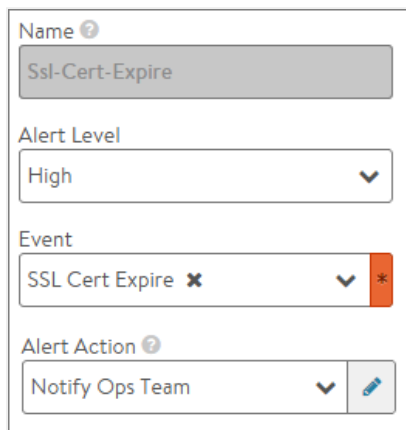 Name
Ssl-Cert-Expire
Alert Level
High
Event
SSL Cert Expire ✖ *
Alert Action
Notify Ops Team